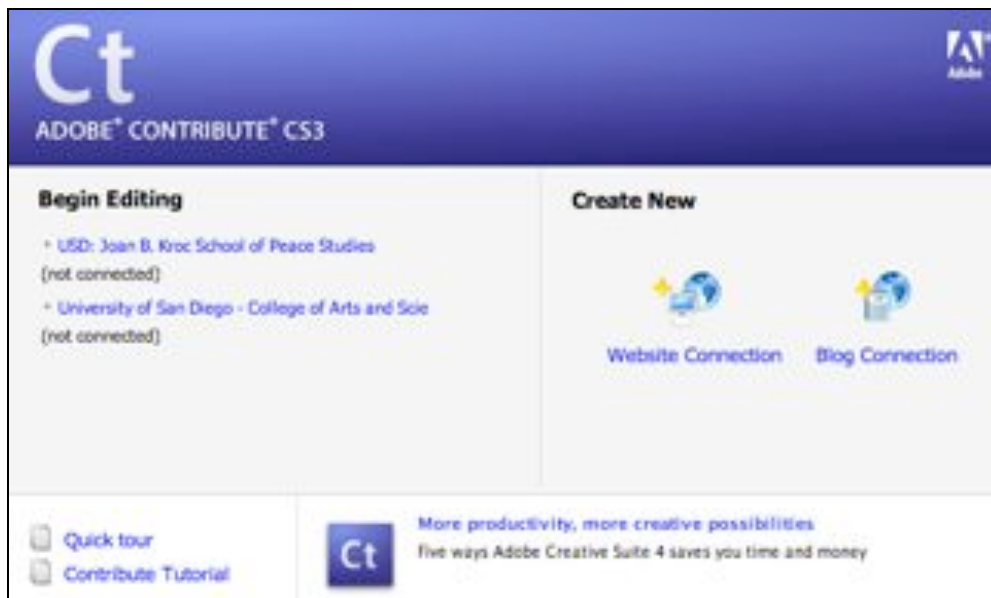 Ct
ADOBE® CONTRIBUTE® CS3
Adobe
Begin Editing
USD: Joan B. Kroc School of Peace Studies
(not connected)
University of San Diego - College of Arts and Scie
(not connected)
Create New
Website Connection
Blog Connection
Quick tour
Contribute Tutorial
Ct
More productivity, more creative possibilities
Five ways Adobe Creative Suite 4 saves you time and money